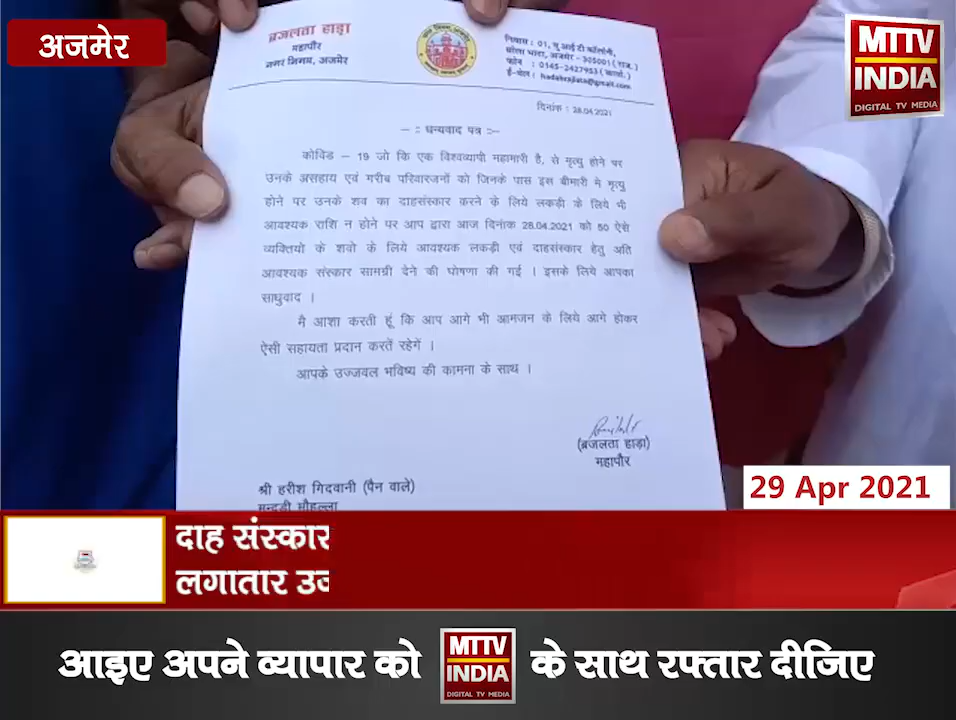 अजमेर
MTTV
INDIA
DIGITAL TV MEDIA
ब्रजलता हाड़ा
महापौर
नगर निगम, अजमेर
निवास : 01, यु आई टी कॉलोनी,
धोला भाटा, अजमेर - 305001 (राज.)
फोन : 0145-2427953 (कार्या.)
ई-मेल :
दिनांक : 28.04.2021
-: धन्यवाद पत्र :-
कोविड – 19 जो कि एक विश्वव्यापी महामारी है, से मृत्यु होने पर
उनके असहाय एवं गरीब परिवारजनों को जिनके पास इस बीमारी मे मृत्यु
होने पर उनके शव का दाहसंस्कार करने के लिये लकड़ी के लिये भी
आवश्यक राशि न होने पर आप द्वारा आज दिनांक 28.04.2021 को 50 ऐसे
व्यक्तियों के शवो के लिये आवश्यक लकड़ी एवं दाहसंस्कार हेतु अति
आवश्यक संस्कार सामग्री देने की घोषणा की गई । इसके लिये आपका
साधुवाद ।
मै आशा करती हूं कि आप आगे भी आमजन के लिये आगे होकर
ऐसी सहायता प्रदान करतें रहेगें ।
आपके उज्जवल भविष्य की कामना के साथ ।
(ब्रजलता हाड़ा)
महापौर
श्री हरीश गिदवानी (पैन वाले)
मौहल्ला
29 Apr 2021
दाह संस्कार
लगातार
आइए अपने व्यापार को MTTV INDIA DIGITAL TV MEDIA के साथ रफ्तार दीजिए